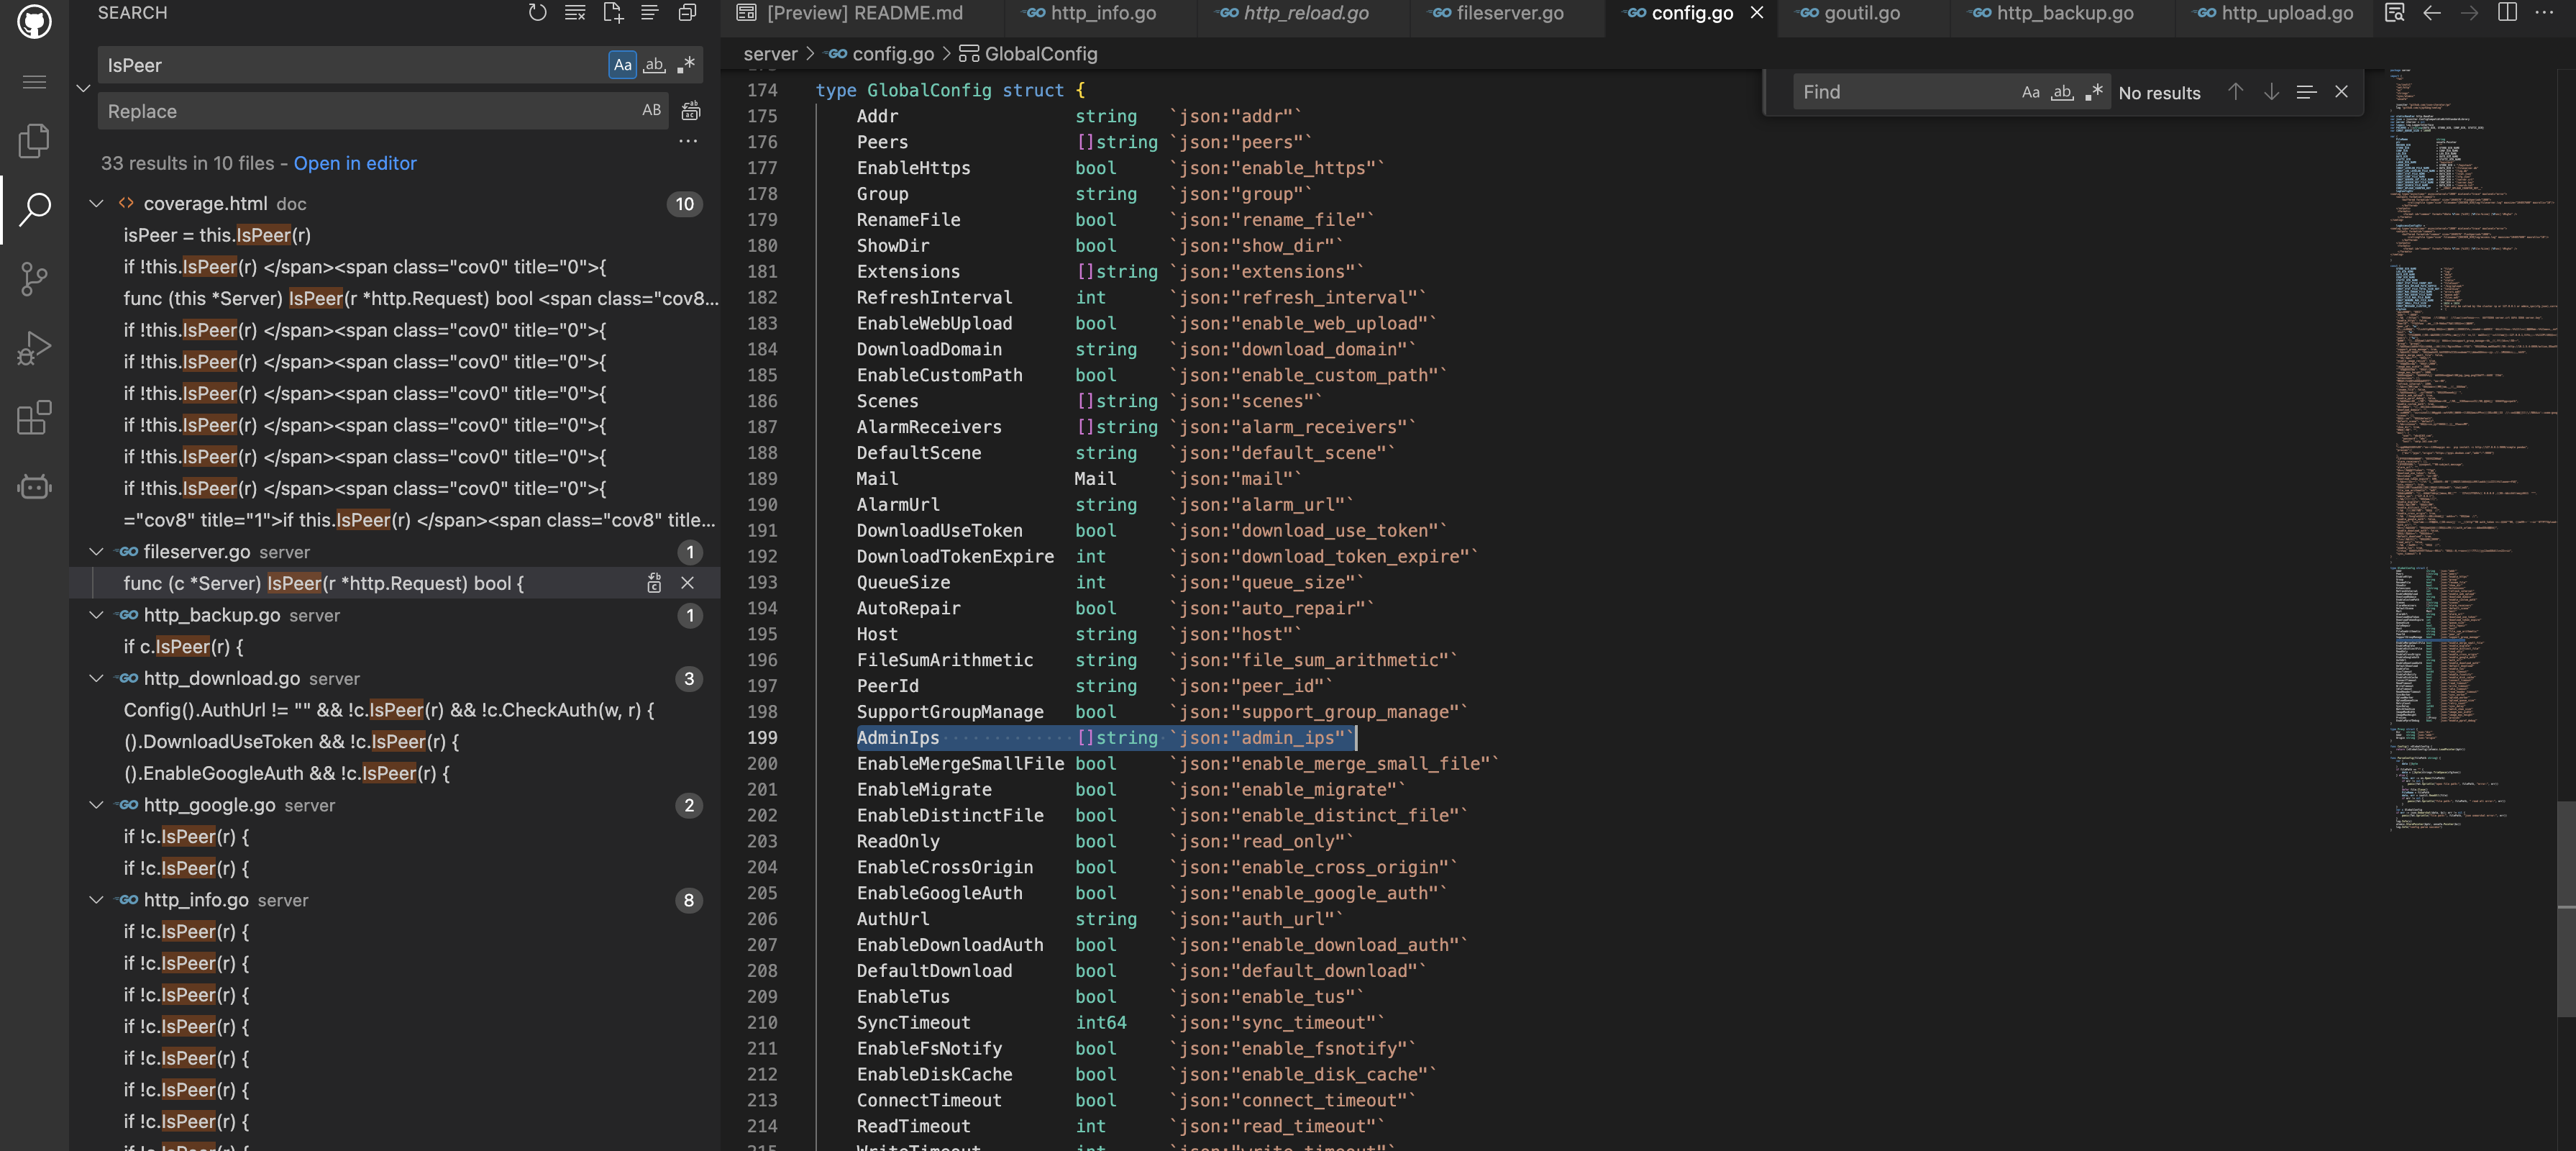 SEARCH
IsPeer
Aa
ab
Replace
AB
33 results in 10 files - Open in editor
coverage.html doc 10
isPeer = this.IsPeer(r)
if !this.IsPeer(r) </span><span class="cov0" title="0">{
func (this *Server) IsPeer(r *http.Request) bool <span class="cov8...
if !this.IsPeer(r) </span><span class="cov0" title="0">{
if !this.IsPeer(r) </span><span class="cov0" title="0">{
if !this.IsPeer(r) </span><span class="cov0" title="0">{
if !this.IsPeer(r) </span><span class="cov0" title="0">{
if !this.IsPeer(r) </span><span class="cov0" title="0">{
if !this.IsPeer(r) </span><span class="cov0" title="0">{
="cov8" title="1">if this.IsPeer(r) </span><span class="cov8" title...
fileserver.go server 1
func (c *Server) IsPeer(r *http.Request) bool {
http_backup.go server 1
if c.IsPeer(r) {
http_download.go server 3
Config().AuthUrl != "" && !c.IsPeer(r) && !c.CheckAuth(w, r) {
().DownloadUseToken && !c.IsPeer(r) {
().EnableGoogleAuth && !c.IsPeer(r) {
http_google.go server 2
if !c.IsPeer(r) {
if !c.IsPeer(r) {
http_info.go server 8
if !c.IsPeer(r) {
if !c.IsPeer(r) {
if !c.IsPeer(r) {
if !c.IsPeer(r) {
if !c.IsPeer(r) {
if !c.IsPeer(r) {
if !c.IsPeer(r) {
if !c.IsPeer(r) {
[Preview] README.md
http_info.go
http_reload.go
fileserver.go
config.go
goutil.go
http_backup.go
http_upload.go
server > config.go > GlobalConfig
Find
Aa
ab
No results
174 type GlobalConfig struct {
175 Addr string `json:"addr"`
176 Peers []string `json:"peers"`
177 EnableHttps bool `json:"enable_https"`
178 Group string `json:"group"`
179 RenameFile bool `json:"rename_file"`
180 ShowDir bool `json:"show_dir"`
181 Extensions []string `json:"extensions"`
182 RefreshInterval int `json:"refresh_interval"`
183 EnableWebUpload bool `json:"enable_web_upload"`
184 DownloadDomain string `json:"download_domain"`
185 EnableCustomPath bool `json:"enable_custom_path"`
186 Scenes []string `json:"scenes"`
187 AlarmReceivers []string `json:"alarm_receivers"`
188 DefaultScene string `json:"default_scene"`
189 Mail Mail `json:"mail"`
190 AlarmUrl string `json:"alarm_url"`
191 DownloadUseToken bool `json:"download_use_token"`
192 DownloadTokenExpire int `json:"download_token_expire"`
193 QueueSize int `json:"queue_size"`
194 AutoRepair bool `json:"auto_repair"`
195 Host string `json:"host"`
196 FileSumArithmetic string `json:"file_sum_arithmetic"`
197 PeerId string `json:"peer_id"`
198 SupportGroupManage bool `json:"support_group_manage"`
199 AdminIps []string `json:"admin_ips"`
200 EnableMergeSmallFile bool `json:"enable_merge_small_file"`
201 EnableMigrate bool `json:"enable_migrate"`
202 EnableDistinctFile bool `json:"enable_distinct_file"`
203 ReadOnly bool `json:"read_only"`
204 EnableCrossOrigin bool `json:"enable_cross_origin"`
205 EnableGoogleAuth bool `json:"enable_google_auth"`
206 AuthUrl string `json:"auth_url"`
207 EnableDownloadAuth bool `json:"enable_download_auth"`
208 DefaultDownload bool `json:"default_download"`
209 EnableTus bool `json:"enable_tus"`
210 SyncTimeout int64 `json:"sync_timeout"`
211 EnableFsNotify bool `json:"enable_fsnotify"`
212 EnableDiskCache bool `json:"enable_disk_cache"`
213 ConnectTimeout bool `json:"connect_timeout"`
214 ReadTimeout int `json:"read_timeout"`
215 WriteTimeout int `json:"write_timeout"`